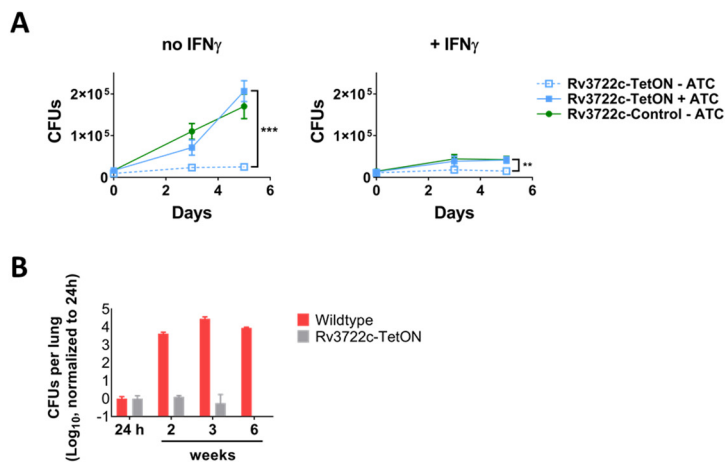 A
no IFNγ
+ IFNγ
CFUs
2×10⁵
1×10⁵
0
0 2 4 6
Days
***
CFUs
2×10⁵
1×10⁵
0
0 2 4 6
Days
**
Rv3722c-TetON - ATC
Rv3722c-TetON + ATC
Rv3722c-Control - ATC
B
CFUs per lung
(Log₁₀, normalized to 24h)
5
4
3
2
1
0
-1
24 h 2 3 6
weeks
Wildtype
Rv3722c-TetON